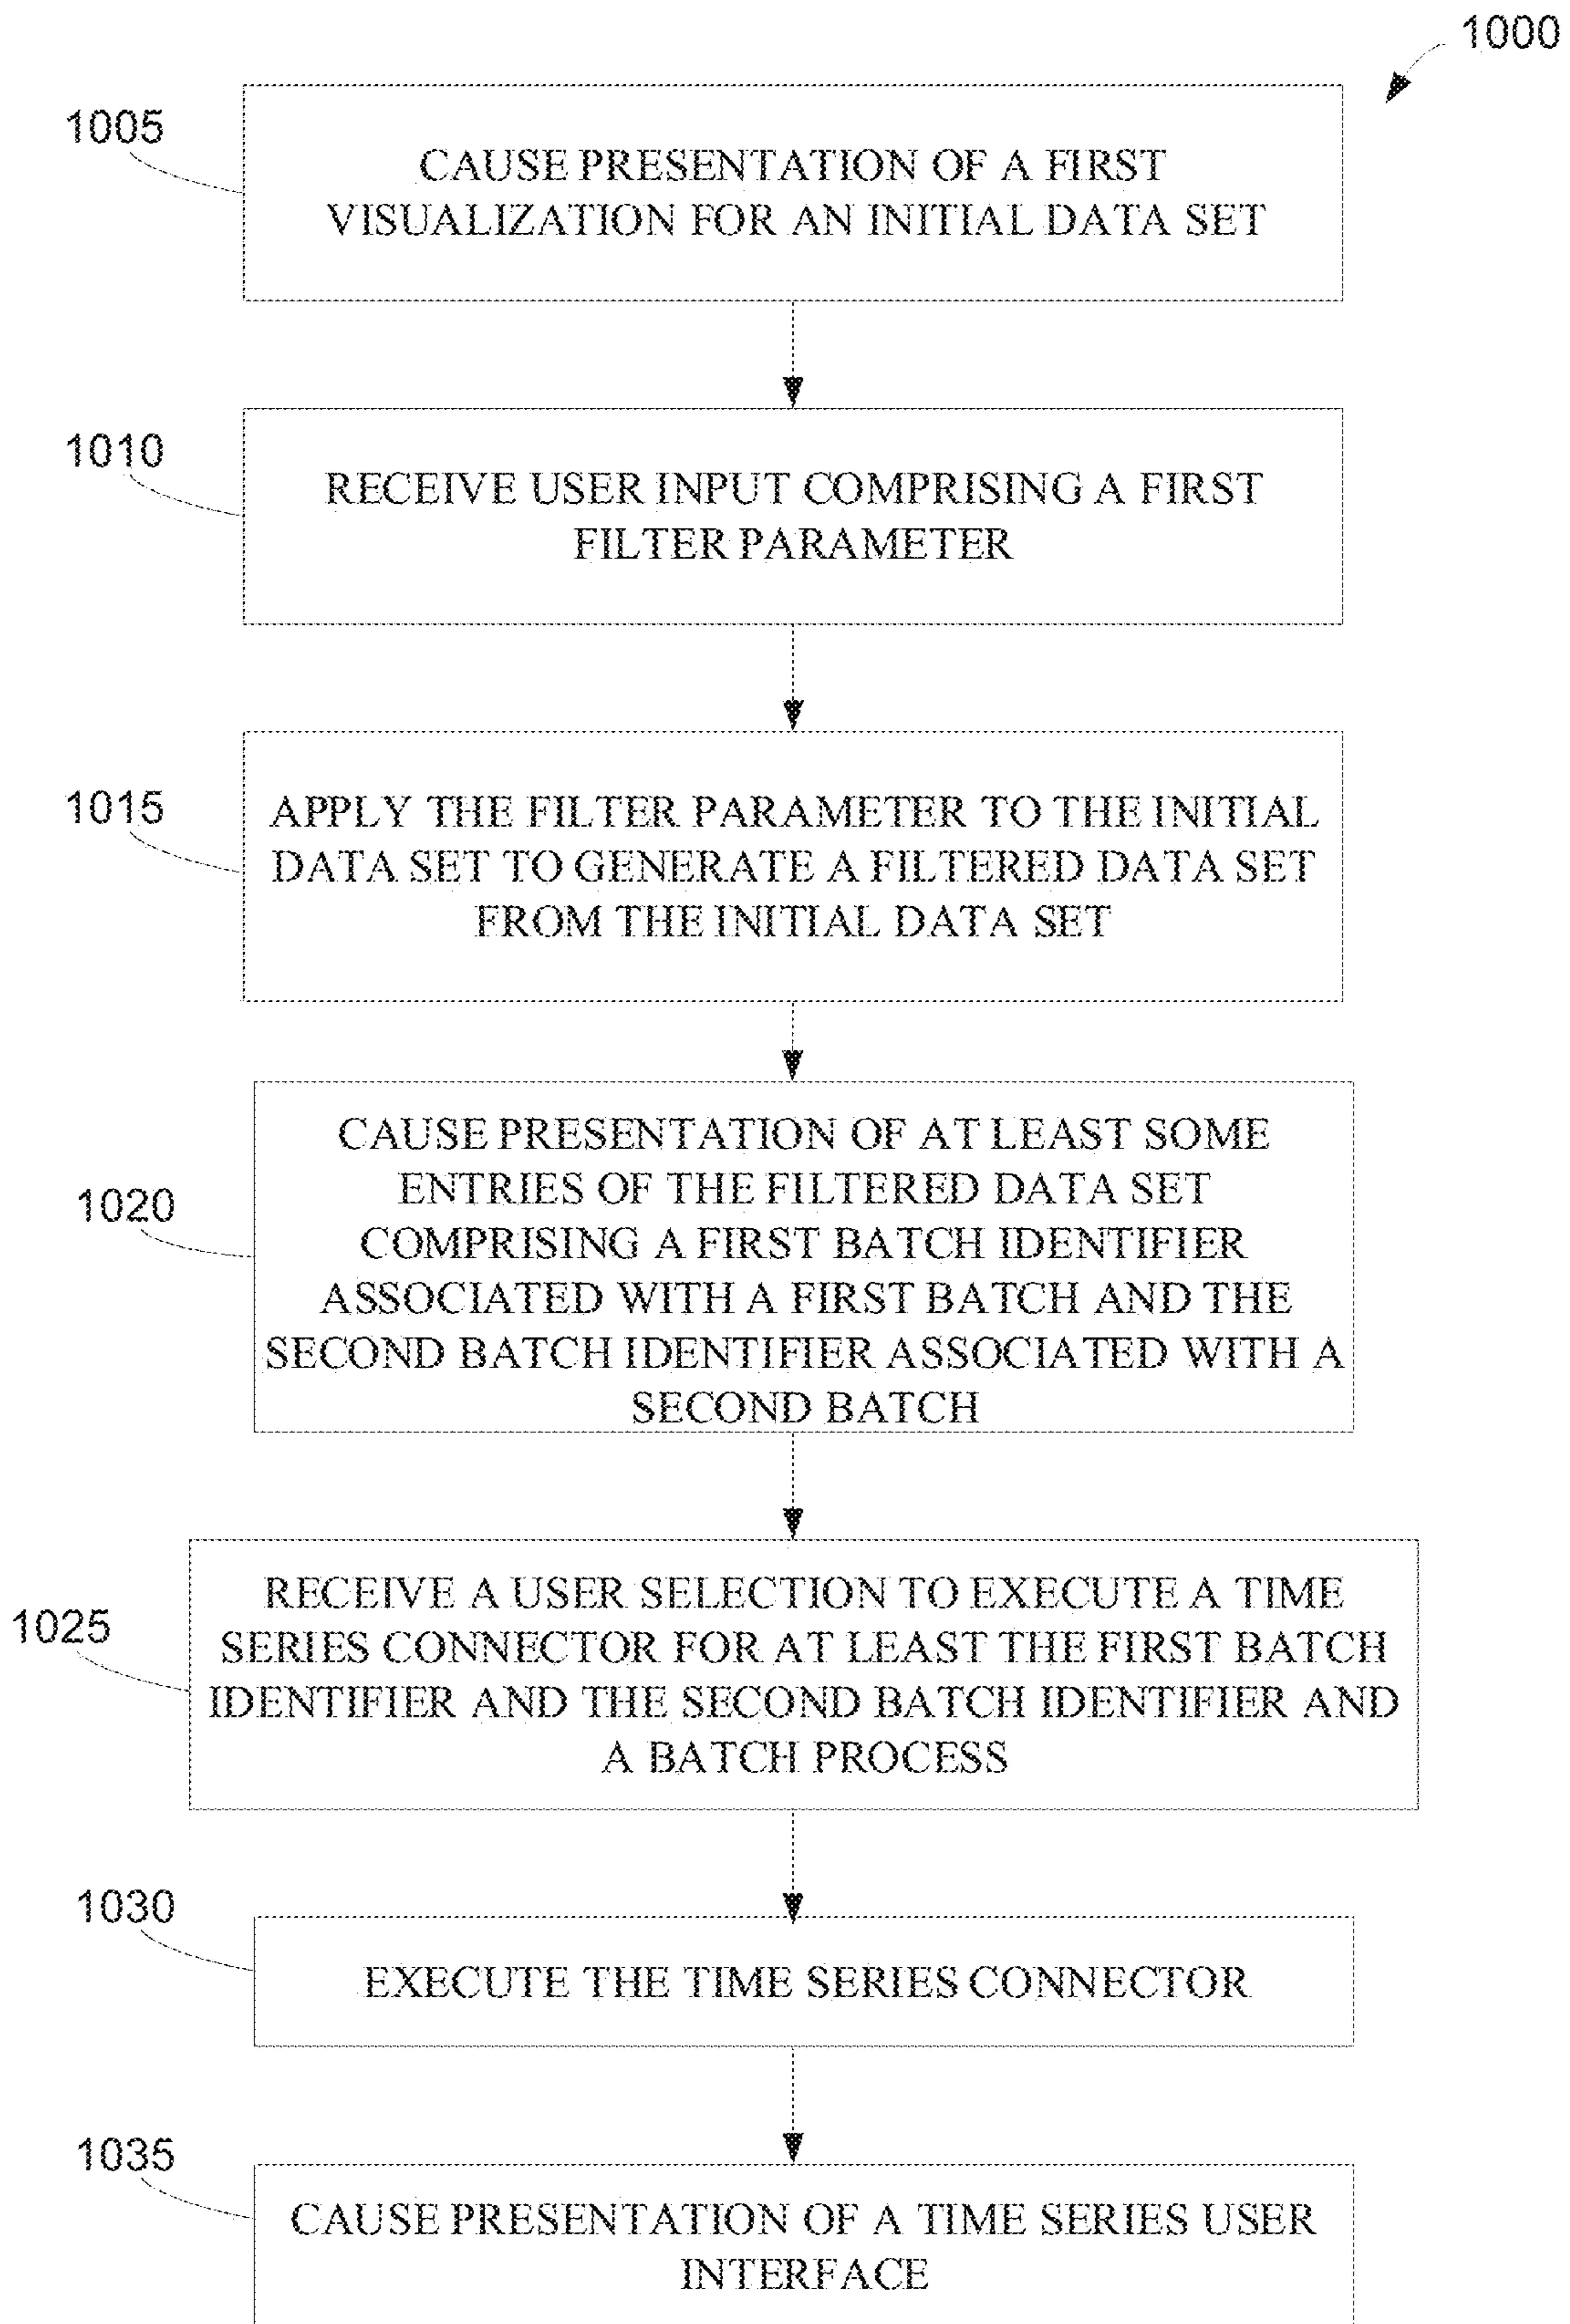 1000
1005
CAUSE PRESENTATION OF A FIRST
VISUALIZATION FOR AN INITIAL DATA SET
1010
RECEIVE USER INPUT COMPRISING A FIRST
FILTER PARAMETER
1015
APPLY THE FILTER PARAMETER TO THE INITIAL
DATA SET TO GENERATE A FILTERED DATA SET
FROM THE INITIAL DATA SET
1020
CAUSE PRESENTATION OF AT LEAST SOME
ENTRIES OF THE FILTERED DATA SET
COMPRISING A FIRST BATCH IDENTIFIER
ASSOCIATED WITH A FIRST BATCH AND THE
SECOND BATCH IDENTIFIER ASSOCIATED WITH A
SECOND BATCH
1025
RECEIVE A USER SELECTION TO EXECUTE A TIME
SERIES CONNECTOR FOR AT LEAST THE FIRST BATCH
IDENTIFIER AND THE SECOND BATCH IDENTIFIER AND
A BATCH PROCESS
1030
EXECUTE THE TIME SERIES CONNECTOR
1035
CAUSE PRESENTATION OF A TIME SERIES USER
INTERFACE